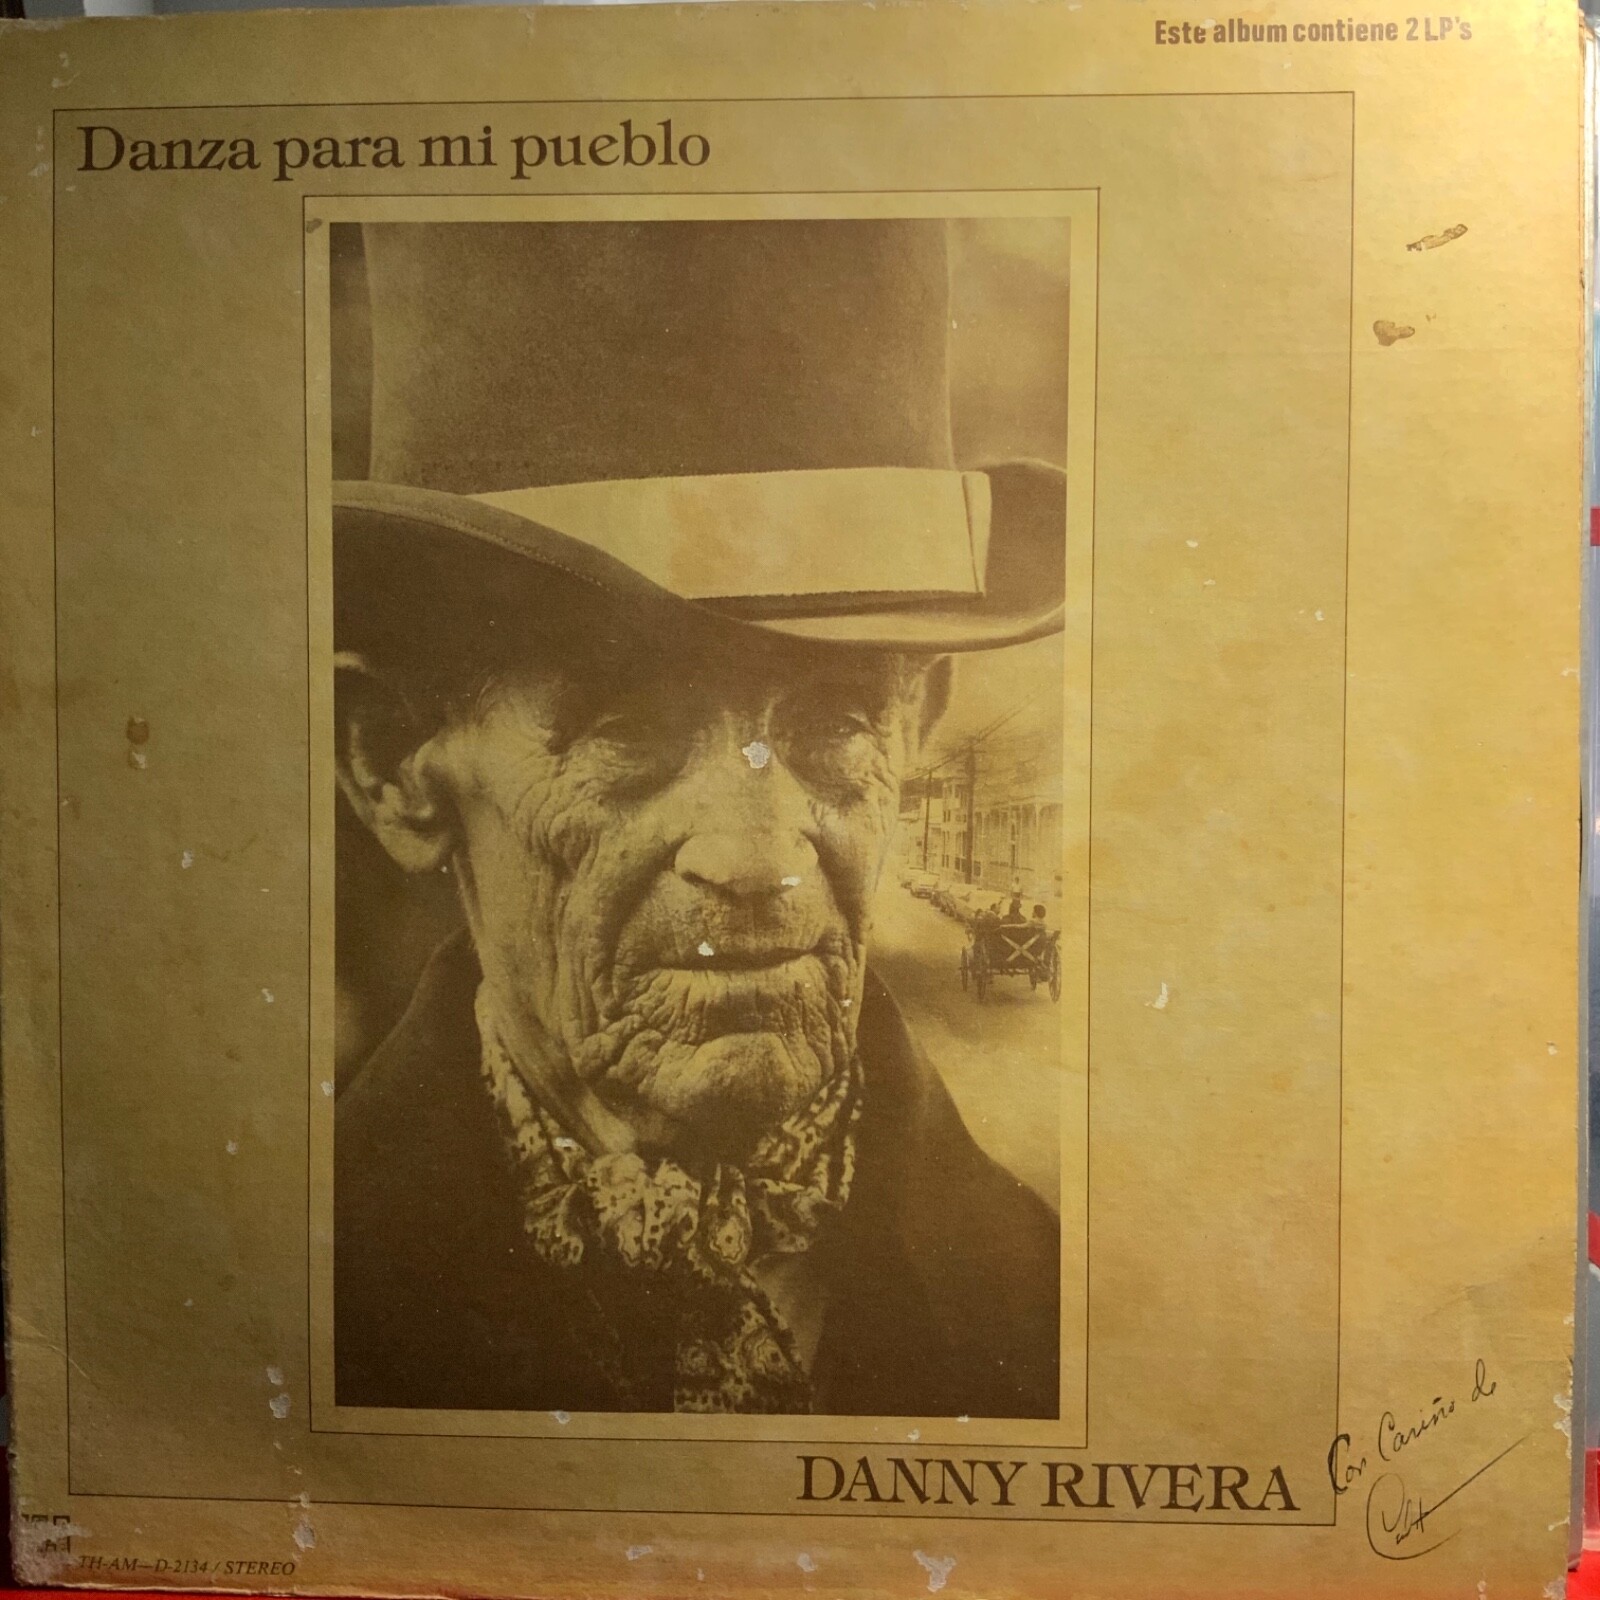 Este album contiene 2 LP's
Danza para mi pueblo
DANNY RIVERA
Con Cariño de
TH-AM—D-2134 / STEREO